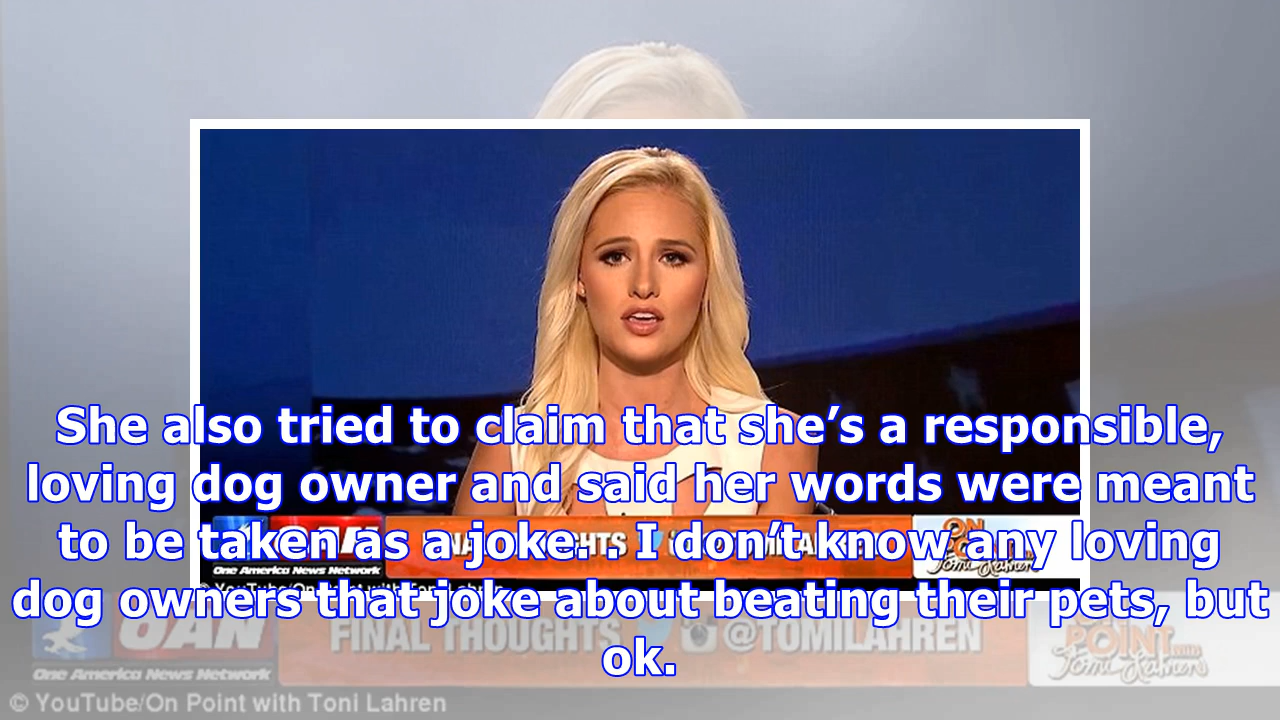 She also tried to claim that she’s a responsible,
loving dog owner and said her words were meant
to be taken as a joke. . I don’t know any loving
dog owners that joke about beating their pets, but
ok.
One America News Network
OAN
FINAL THOUGHTS @TOMILAHREN
ON POINT with Tomi Lahren
One America News Network
© YouTube/On Point with Toni Lahren